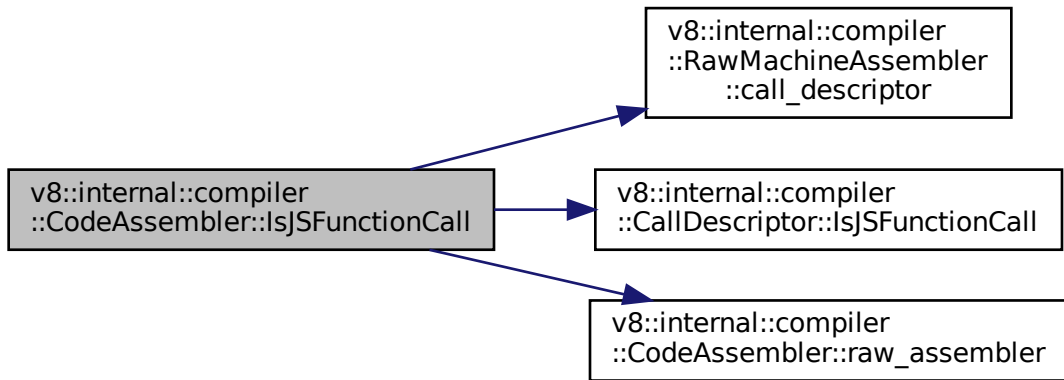 v8::internal::compiler
::RawMachineAssembler
::call_descriptor
v8::internal::compiler
::CodeAssembler::IsJSFunctionCall
v8::internal::compiler
::CallDescriptor::IsJSFunctionCall
v8::internal::compiler
::CodeAssembler::raw_assembler